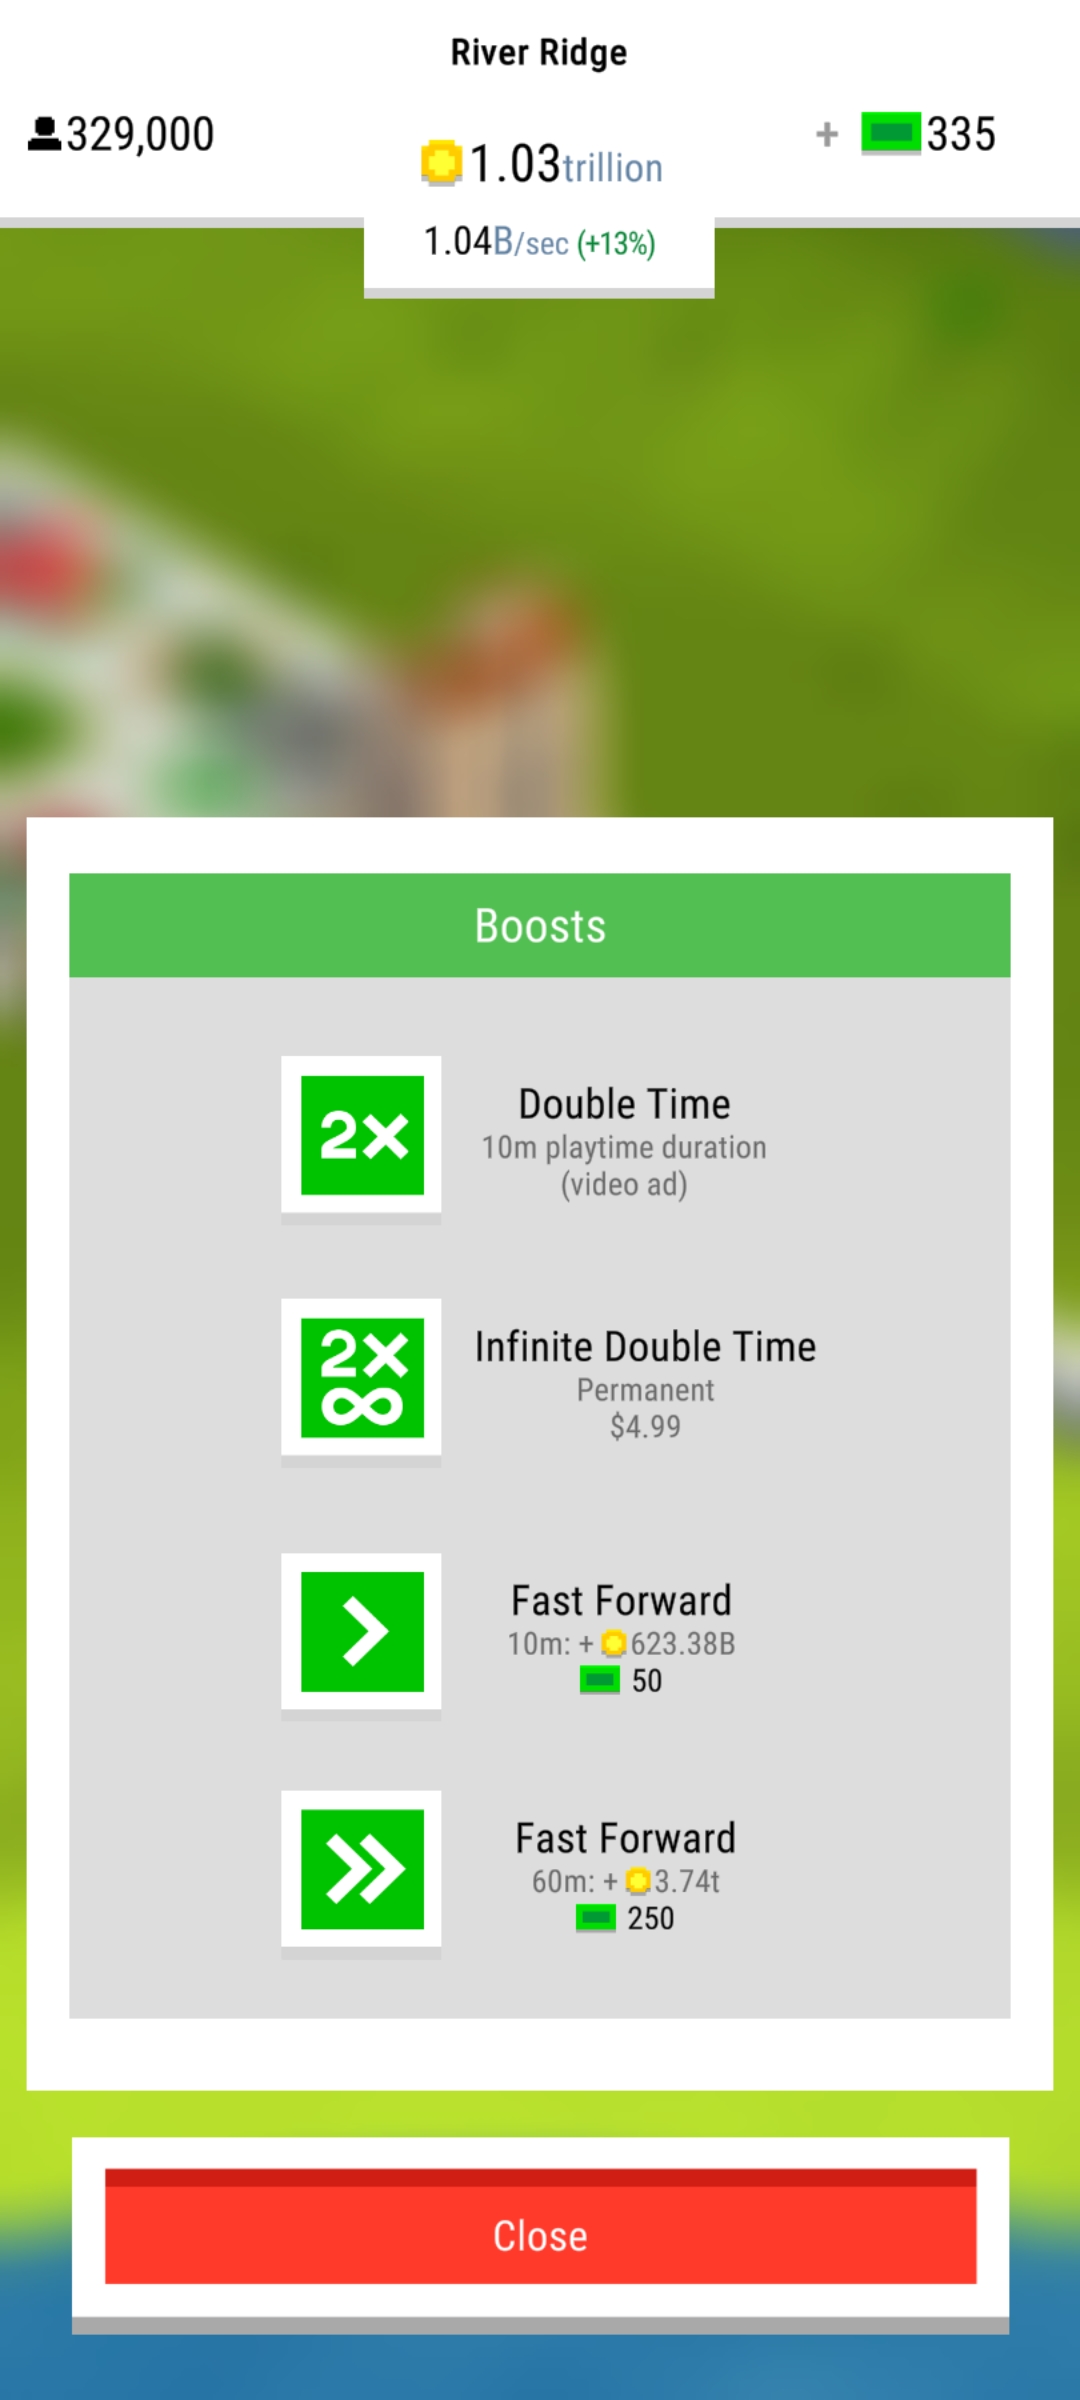 River Ridge
329,000
+ 335
1.03trillion
1.04B/sec (+13%)
Boosts
2×
Double Time
10m playtime duration
(video ad)
2×
∞
Infinite Double Time
Permanent
$4.99
Fast Forward
10m: + 623.38B
50
Fast Forward
60m: + 3.74t
250
Close